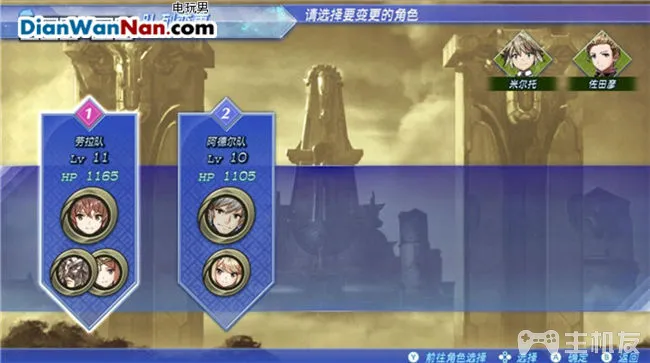 电玩男
DianWanNan.com
请选择要变更的角色
米尔托
佐田彦
1
劳拉队
Lv 11
HP 1165
2
阿德尔队
Lv 10
HP 1105
Y 前往角色选择 选择 A 确定 B 返回
主机友